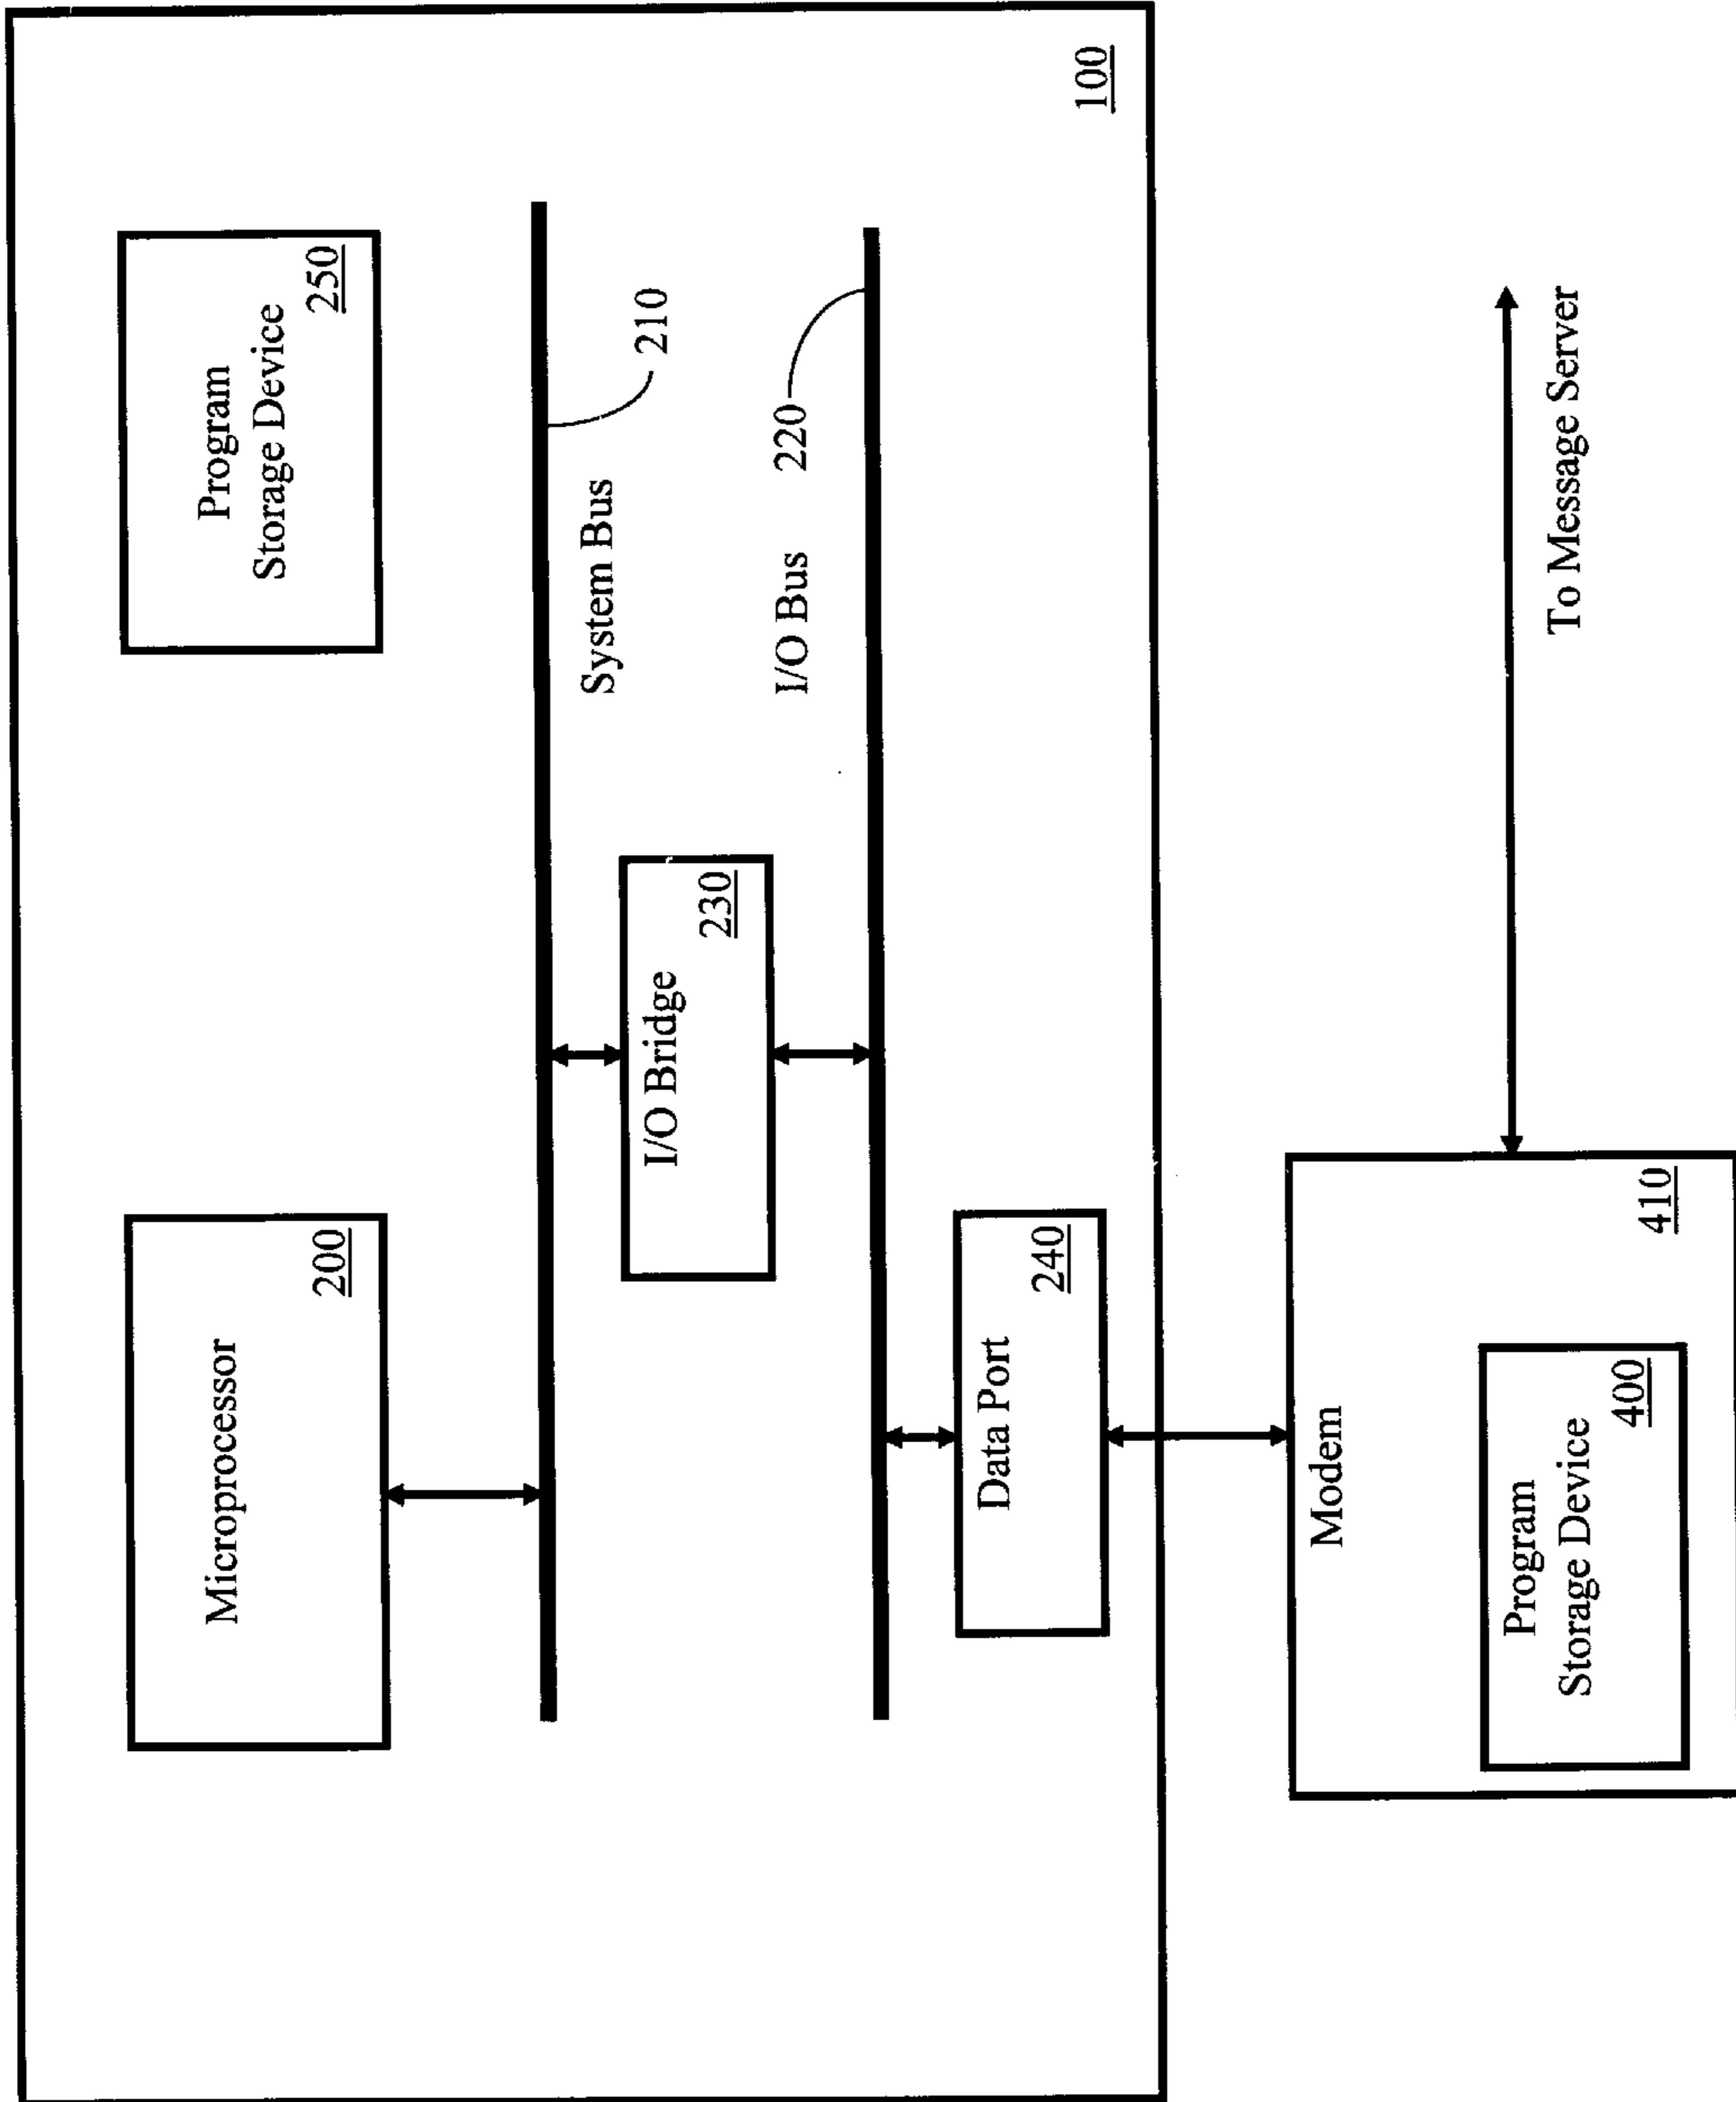 Microprocessor
200
Program
Storage Device
250
System Bus
210
I/O Bridge
230
I/O Bus
220
Data Port
240
100
Modem
Program
Storage Device
400
410
To Message Server